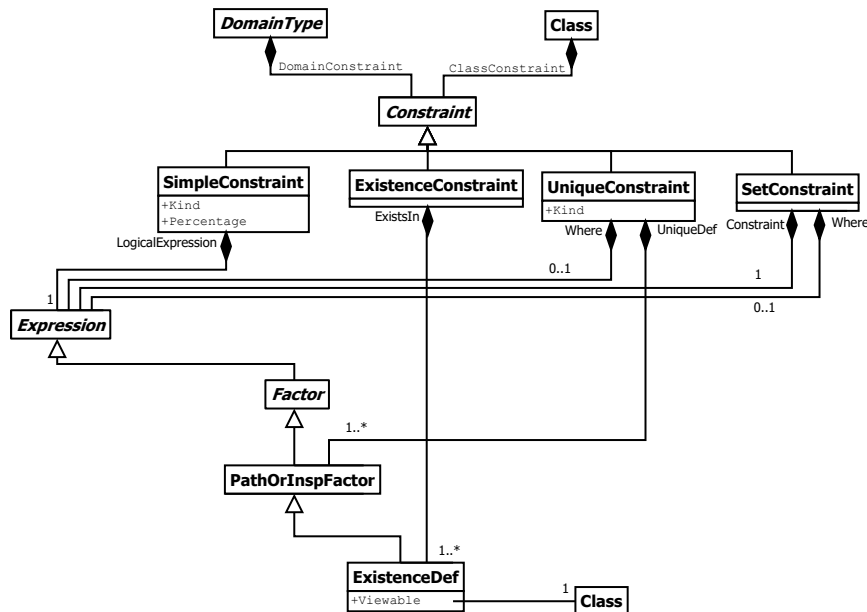 DomainType
Class
DomainConstraint
ClassConstraint
Constraint
SimpleConstraint
+Kind
+Percentage
ExistenceConstraint
UniqueConstraint
+Kind
SetConstraint
LogicalExpression
ExistsIn
Where
UniqueDef
Constraint
Where
0..1
1
1
0..1
Expression
Factor
1..*
PathOrInspFactor
1..*
ExistenceDef
+Viewable
1
Class